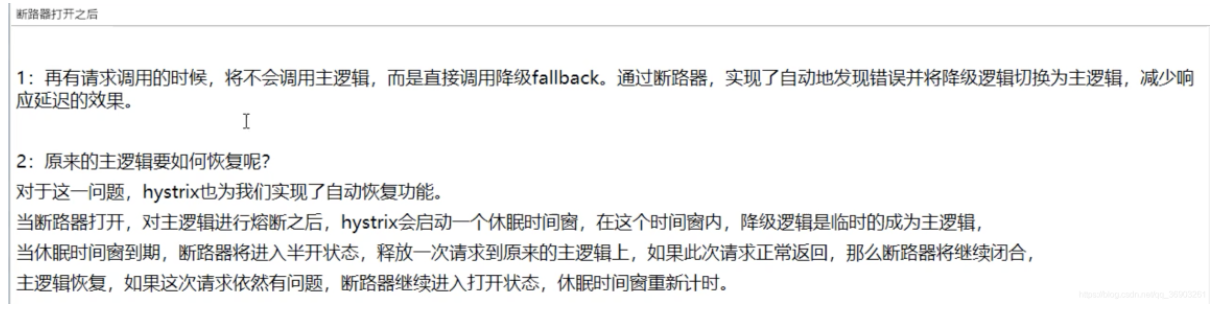 断路器打开之后
1：再有请求调用的时候，将不会调用主逻辑，而是直接调用降级fallback。通过断路器，实现了自动地发现错误并将降级逻辑切换为主逻辑，减少响
应延迟的效果。
2：原来的主逻辑要如何恢复呢？
对于这一问题，hystrix也为我们实现了自动恢复功能。
当断路器打开，对主逻辑进行熔断之后，hystrix会启动一个休眠时间窗，在这个时间窗内，降级逻辑是临时的成为主逻辑，
当休眠时间窗到期，断路器将进入半开状态，释放一次请求到原来的主逻辑上，如果此次请求正常返回，那么断路器将继续闭合，
主逻辑恢复，如果这次请求依然有问题，断路器继续进入打开状态，休眠时间窗重新计时。